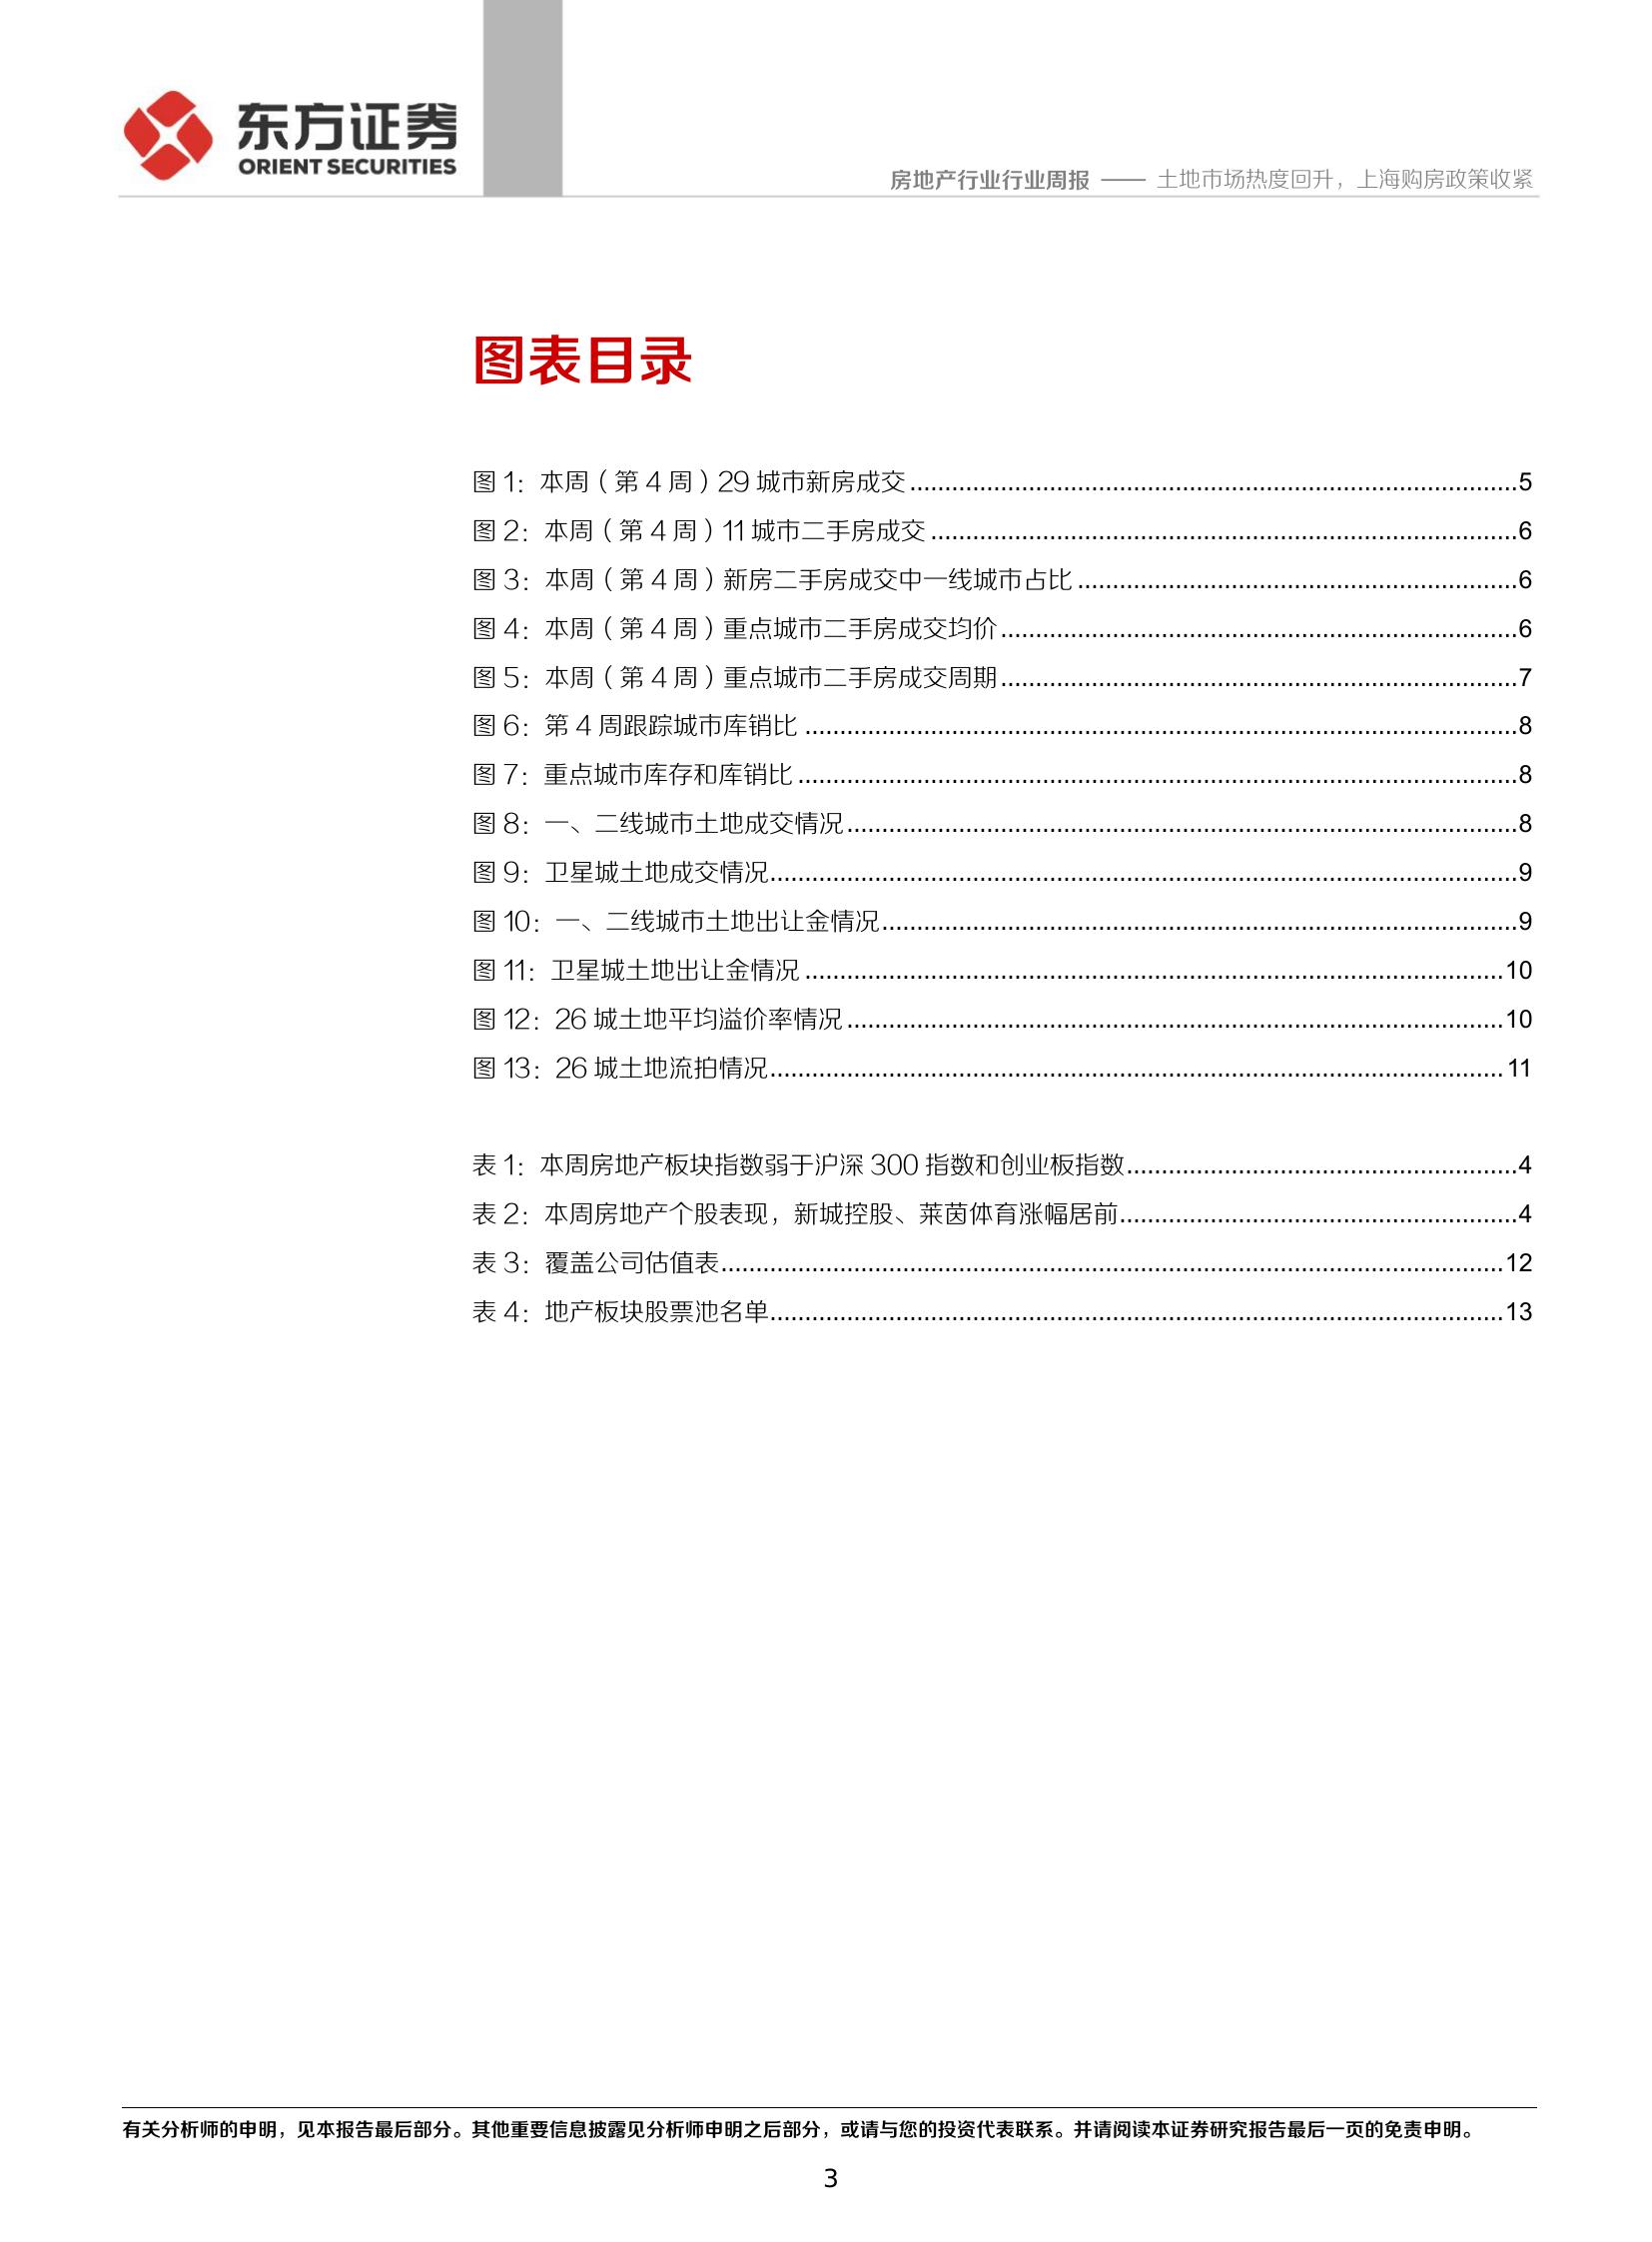 东方证券
ORIENT SECURITIES
房地产行业行业周报 —— 土地市场热度回升，上海购房政策收紧
图表目录
图 1：本周（第 4 周）29 城市新房成交....................5
图 2：本周（第 4 周）11 城市二手房成交....................6
图 3：本周（第 4 周）新房二手房成交中一线城市占比....................6
图 4：本周（第 4 周）重点城市二手房成交均价....................6
图 5：本周（第 4 周）重点城市二手房成交周期....................7
图 6：第 4 周跟踪城市库销比....................8
图 7：重点城市库存和库销比....................8
图 8：一、二线城市土地成交情况....................8
图 9：卫星城土地成交情况....................9
图 10：一、二线城市土地出让金情况....................9
图 11：卫星城土地出让金情况....................10
图 12：26 城土地平均溢价率情况....................10
图 13：26 城土地流拍情况....................11
表 1：本周房地产板块指数弱于沪深 300 指数和创业板指数....................4
表 2：本周房地产个股表现，新城控股、莱茵体育涨幅居前....................4
表 3：覆盖公司估值表....................12
表 4：地产板块股票池名单....................13
有关分析师的申明，见本报告最后部分。其他重要信息披露见分析师申明之后部分，或请与您的投资代表联系。并请阅读本证券研究报告最后一页的免责申明。
3